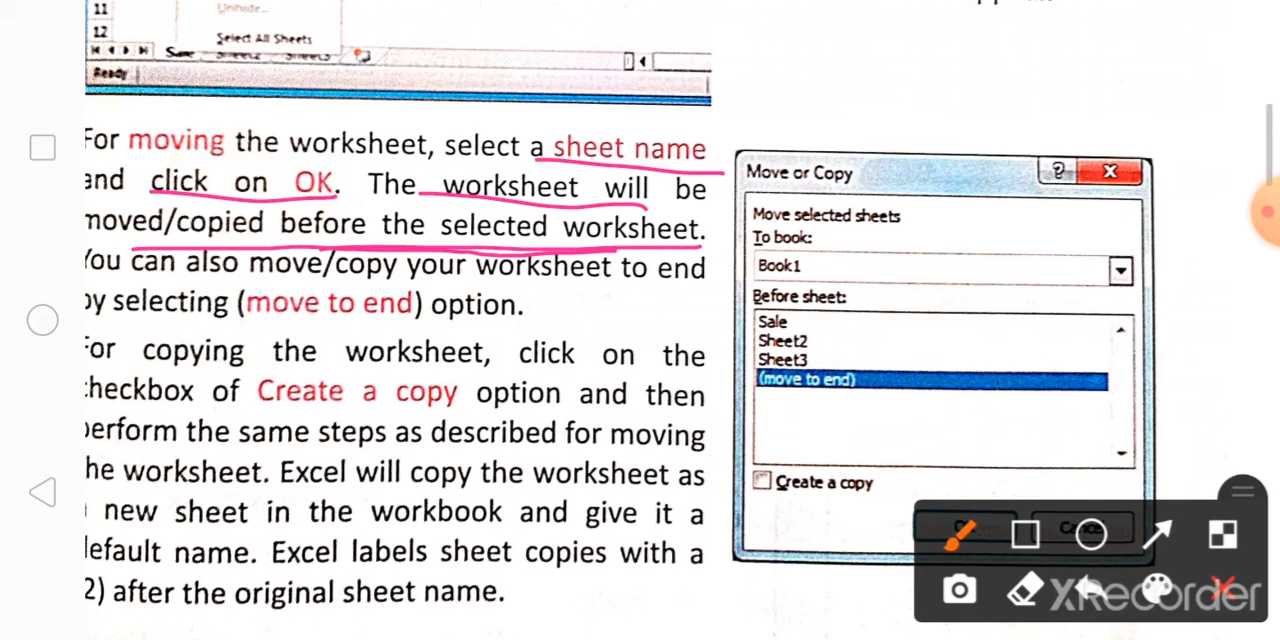 11
Unhide...
12
Select All Sheets
Ready
For moving the worksheet, select a sheet name
and click on OK. The worksheet will be
moved/copied before the selected worksheet.
You can also move/copy your worksheet to end
by selecting (move to end) option.
For copying the worksheet, click on the
checkbox of Create a copy option and then
perform the same steps as described for moving
the worksheet. Excel will copy the worksheet as
new sheet in the workbook and give it a
default name. Excel labels sheet copies with a
2) after the original sheet name.
Move or Copy
?
Move selected sheets
To book:
Book1
Before sheet:
Sale
Sheet2
Sheet3
(move to end)
Create a copy
Cancel
XRecorder